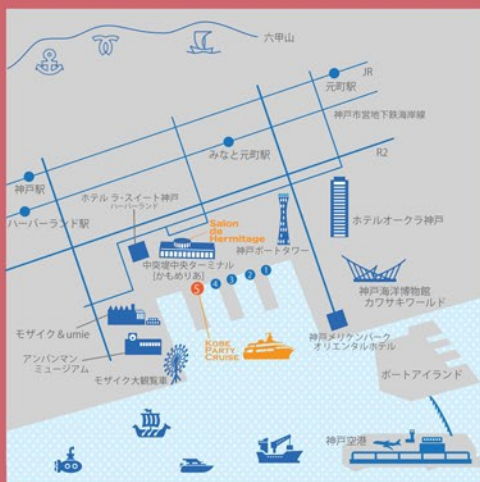 六甲山
JR
元町駅
神戸市営地下鉄海岸線
みなと元町駅
R2
神戸駅
ハーバーランド駅
ホテル ラ・スイート神戸
ハーバーランド
Salon
de
Hermitage
ホテルオークラ神戸
神戸ポートタワー
中突堤中央ターミナル
[かもめりあ]
5
4
3
2
1
神戸海洋博物館
カワサキワールド
モザイク&umie
KOBE
PARTY
CRUISE
神戸メリケンパーク
オリエンタルホテル
アンパンマン
ミュージアム
モザイク大観覧車
ポートアイランド
神戸空港